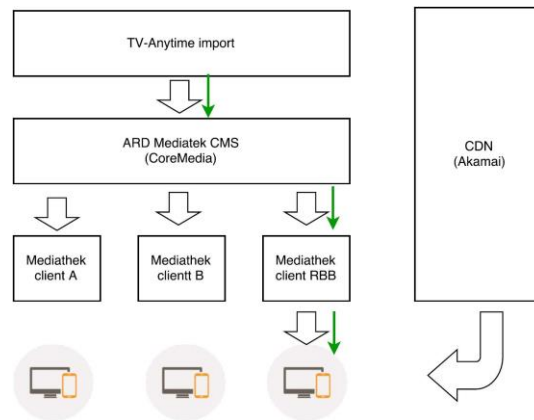 TV-Anytime import
ARD Mediatek CMS
(CoreMedia)
CDN
(Akamai)
Mediathek
client A
Mediathek
clientt B
Mediathek
client RBB